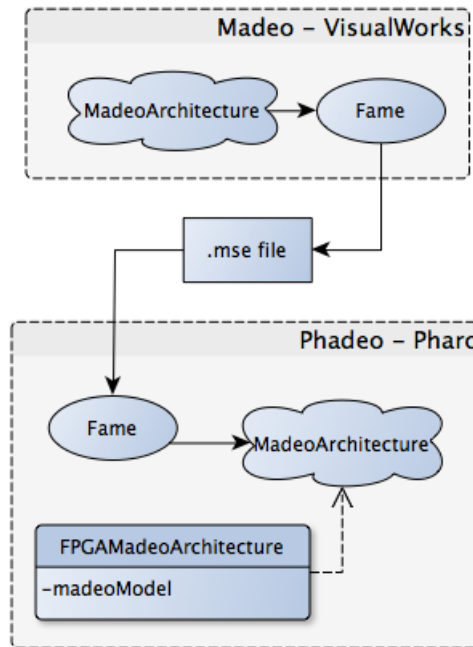 Madeo - VisualWorks
MadeoArchitecture
Fame
.mse file
Phadeo - Pharo
Fame
MadeoArchitecture
FPGAMadeoArchitecture
-madeoModel